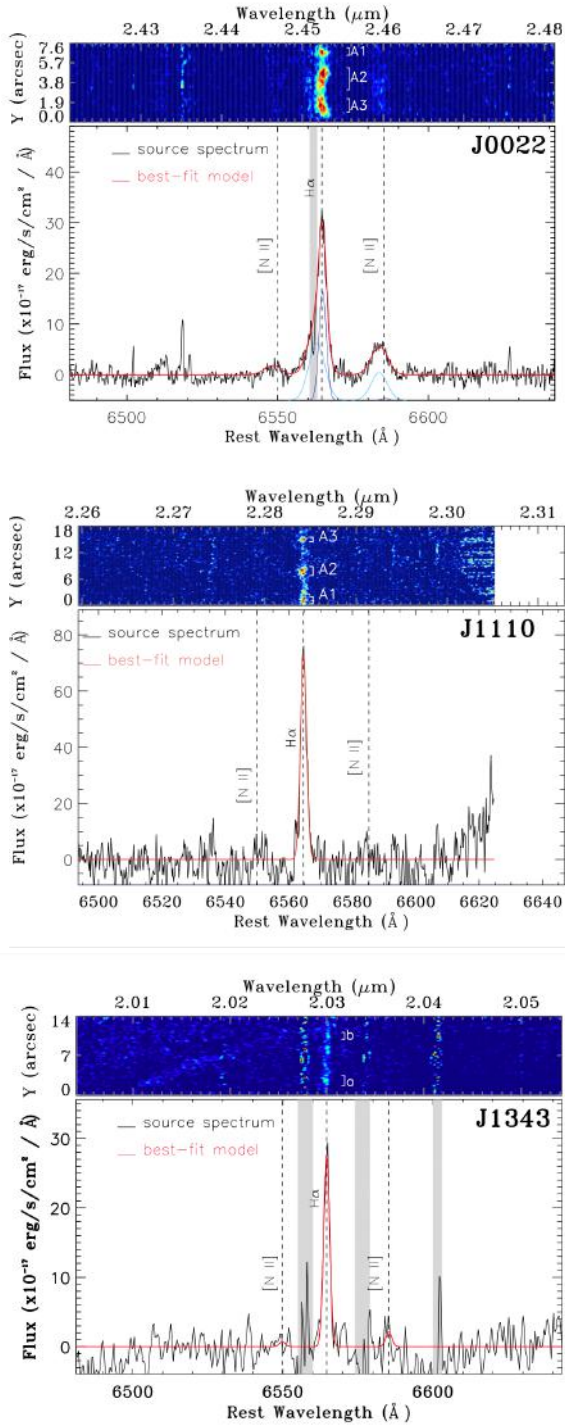 Wavelength (μm)
2.43 2.44 2.45 2.46 2.47 2.48
Y (arcsec)
7.6
5.7
3.8
1.9
0.0
A1
A2
A3
J0022
source spectrum
best-fit model
Flux (x10⁻¹⁷ erg/s/cm² / Å)
40
30
20
10
0
[N II]
Hα
[N II]
6500 6550 6600
Rest Wavelength (Å)
Wavelength (μm)
2.26 2.27 2.28 2.29 2.30 2.31
Y (arcsec)
18
12
6
0
A3
A2
A1
J1110
source spectrum
best-fit model
Flux (x10⁻¹⁷ erg/s/cm² / Å)
80
60
40
20
0
[N II]
Hα
[N II]
6500 6520 6540 6560 6580 6600 6620 6640
Rest Wavelength (Å)
Wavelength (μm)
2.01 2.02 2.03 2.04 2.05
Y (arcsec)
14
7
0
b
a
J1343
source spectrum
best-fit model
Flux (x10⁻¹⁷ erg/s/cm² / Å)
30
20
10
0
[N II]
Hα
[N II]
6500 6550 6600
Rest Wavelength (Å)